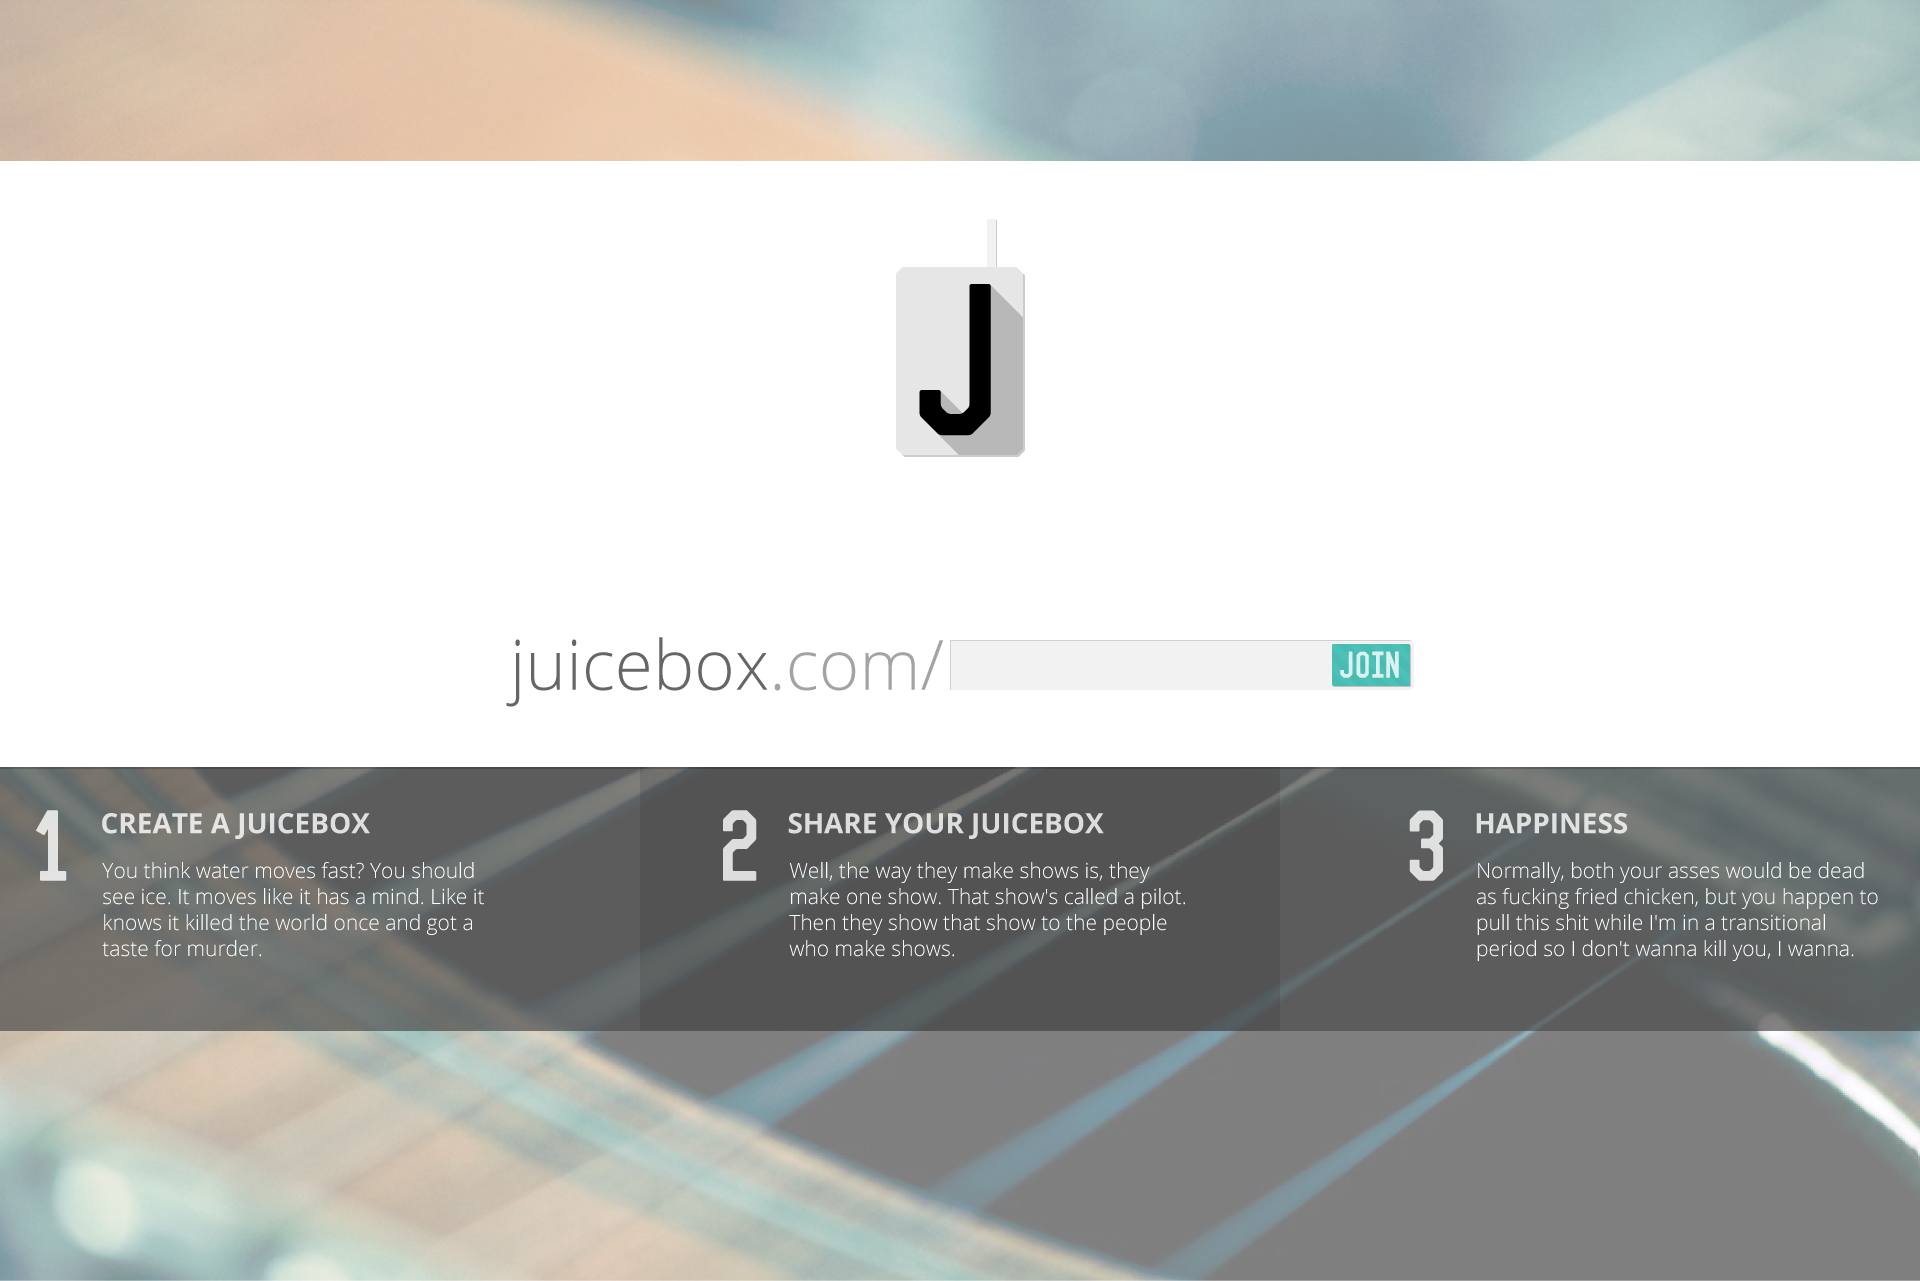 J
juicebox.com/
JOIN
1
CREATE A JUICEBOX
You think water moves fast? You should
see ice. It moves like it has a mind. Like it
knows it killed the world once and got a
taste for murder.
2
SHARE YOUR JUICEBOX
Well, the way they make shows is, they
make one show. That show's called a pilot.
Then they show that show to the people
who make shows.
3
HAPPINESS
Normally, both your asses would be dead
as fucking fried chicken, but you happen to
pull this shit while I'm in a transitional
period so I don't wanna kill you, I wanna.